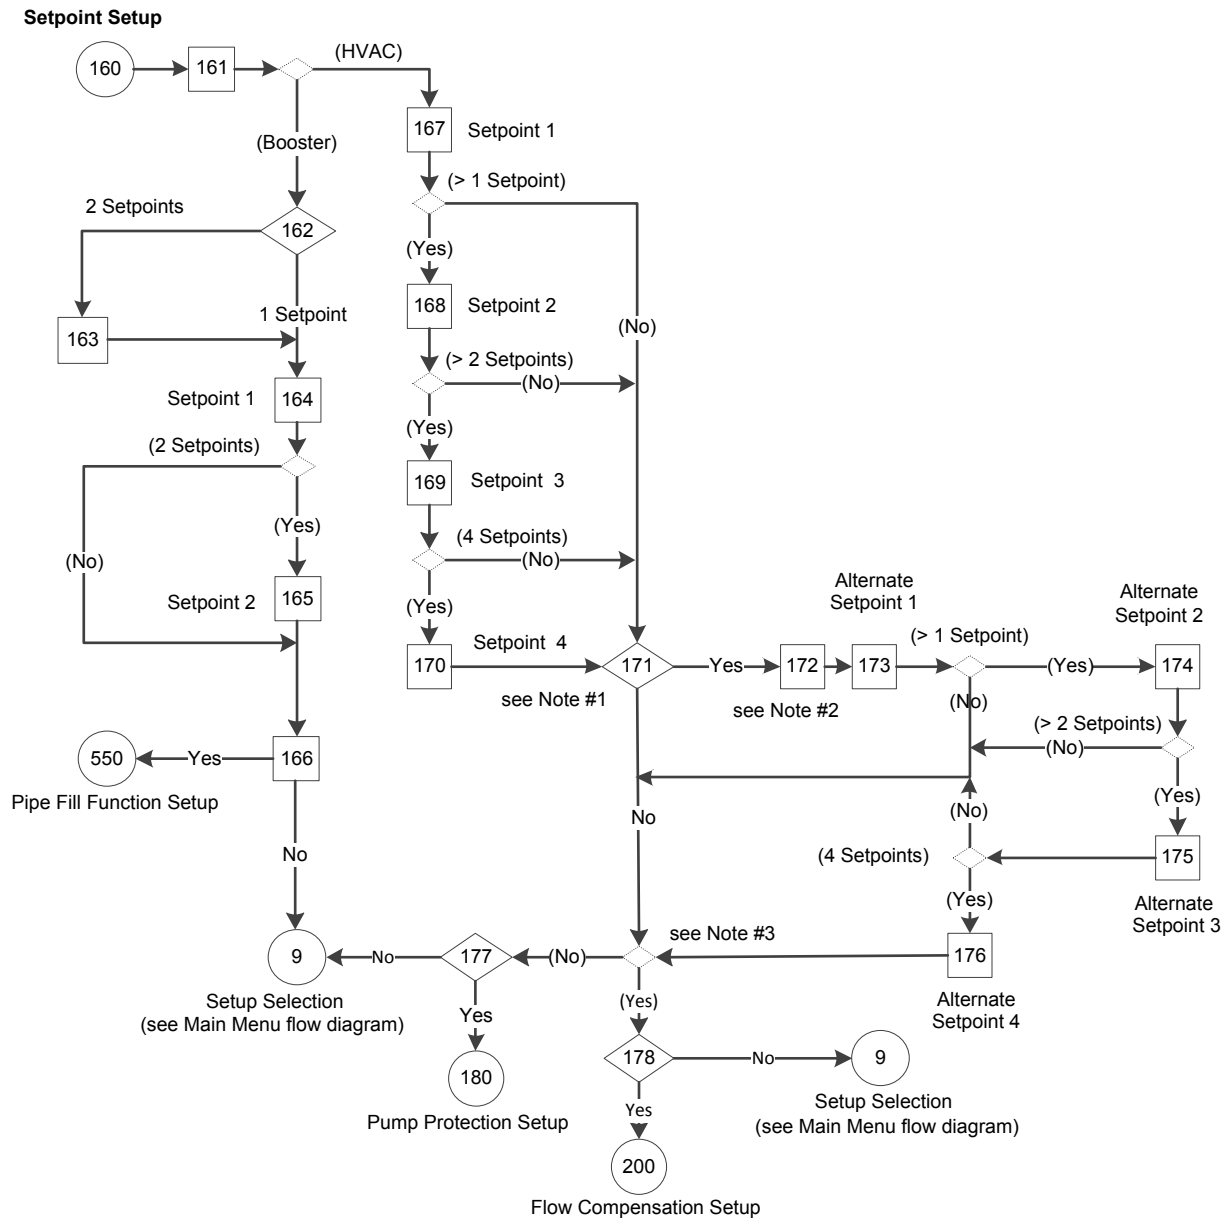 Setpoint Setup
(HVAC)
160
161
167
Setpoint 1
(Booster)
(> 1 Setpoint)
2 Setpoints
162
(Yes)
168
Setpoint 2
1 Setpoint
163
(No)
(> 2 Setpoints)
(No)
Setpoint 1
164
(Yes)
(2 Setpoints)
169
Setpoint 3
(Yes)
(4 Setpoints)
(No)
(No)
Setpoint 2
165
(Yes)
Alternate
Setpoint 1
Alternate
Setpoint 2
(> 1 Setpoint)
Setpoint 4
170
171
Yes
172
173
(Yes)
174
see Note #1
see Note #2
(No)
(> 2 Setpoints)
(No)
550
Yes
166
Pipe Fill Function Setup
(Yes)
(No)
No
No
(4 Setpoints)
175
(Yes)
Alternate
Setpoint 3
see Note #3
9
No
177
(No)
176
Setup Selection
(see Main Menu flow diagram)
Yes
(Yes)
Alternate
Setpoint 4
178
No
9
180
Pump Protection Setup
Yes
Setup Selection
(see Main Menu flow diagram)
200
Flow Compensation Setup